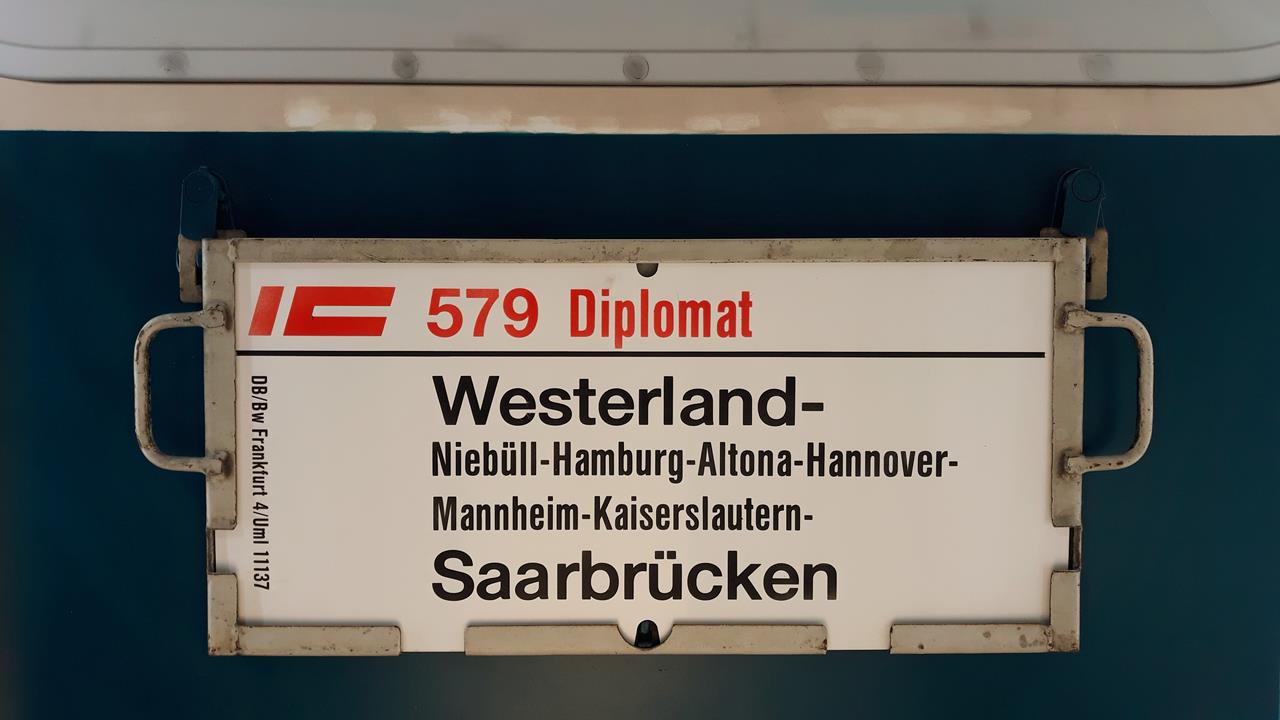 IC 579 Diplomat
Westerland-
Niebüll-Hamburg-Altona-Hannover-
Mannheim-Kaiserslautern-
Saarbrücken
DB/Bw Frankfurt 4/Uml 11137